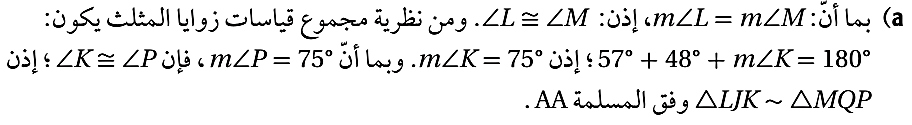 (a بما أنّ: m∠L = m∠M، إذن: ∠L ≅ ∠M. ومن نظرية مجموع قياسات زوايا المثلث يكون:
57° + 48° + m∠K = 180°؛ إذن m∠K = 75°. وبما أنّ m∠P = 75°، فإن ∠K ≅ ∠P؛ إذن
△LJK ~ △MQP وفق المسلمة AA.